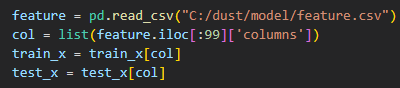 feature = pd.read_csv("C:/dust/model/feature.csv")
col = list(feature.iloc[:99]['columns'])
train_x = train_x[col]
test_x = test_x[col]